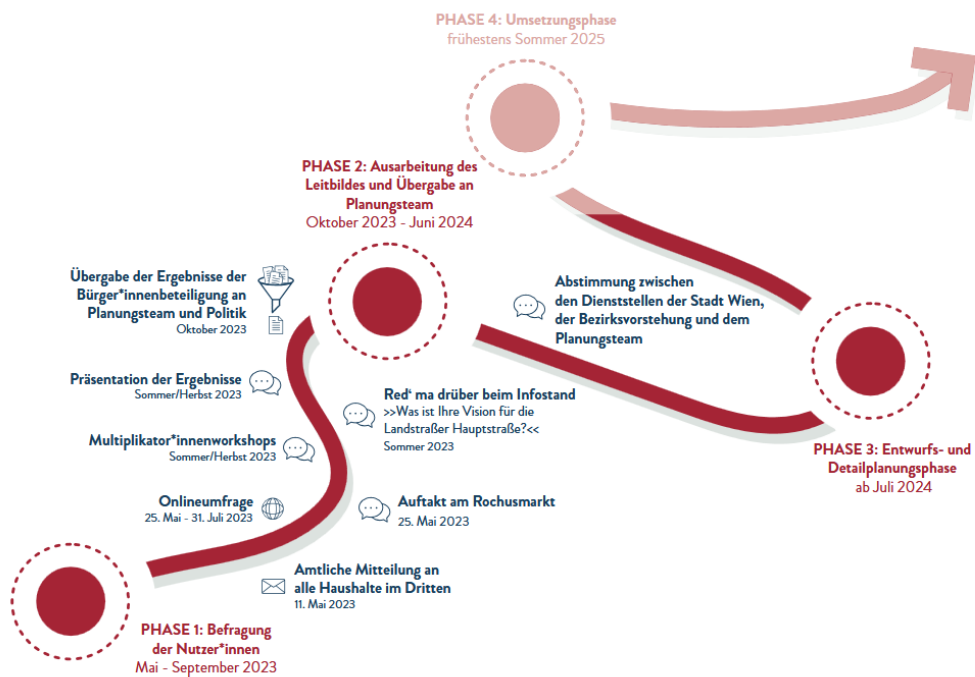 PHASE 4: Umsetzungsphase
frühestens Sommer 2025
PHASE 2: Ausarbeitung des
Leitbildes und Übergabe an
Planungsteam
Oktober 2023 - Juni 2024
Übergabe der Ergebnisse der
Bürger*innenbeteiligung an
Planungsteam und Politik
Oktober 2023
Abstimmung zwischen
den Dienststellen der Stadt Wien,
der Bezirksvorstehung und dem
Planungsteam
Präsentation der Ergebnisse
Sommer/Herbst 2023
Red‘ ma drüber beim Infostand
>>Was ist Ihre Vision für die
Landstraßer Hauptstraße?<<
Sommer 2023
Multiplikator*innenworkshops
Sommer/Herbst 2023
PHASE 3: Entwurfs- und
Detailplanungsphase
ab Juli 2024
Onlineumfrage
25. Mai - 31. Juli 2023
Auftakt am Rochusmarkt
25. Mai 2023
Amtliche Mitteilung an
alle Haushalte im Dritten
11. Mai 2023
PHASE 1: Befragung
der Nutzer*innen
Mai - September 2023